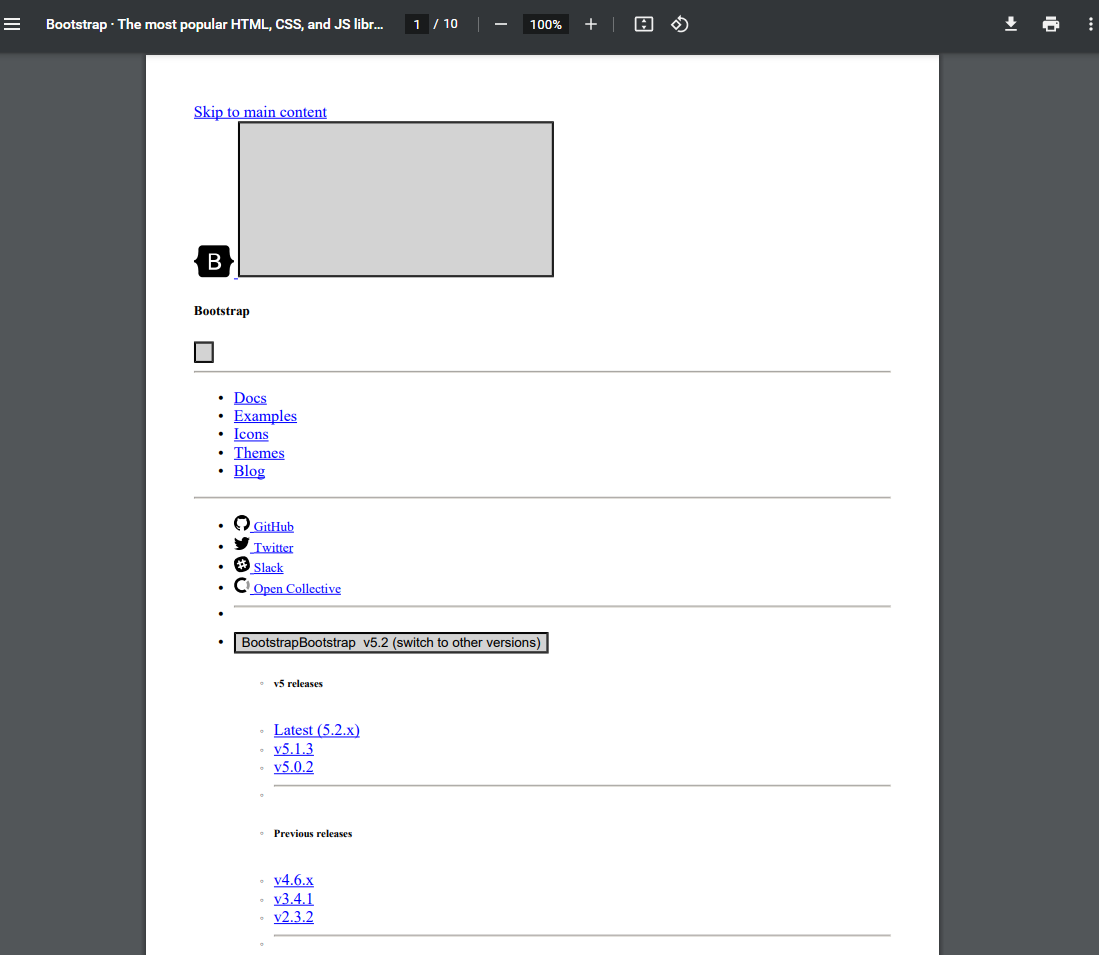 Bootstrap · The most popular HTML, CSS, and JS libr... 1 / 10 100%
Skip to main content
B
Bootstrap
Docs
Examples
Icons
Themes
Blog
GitHub
Twitter
Slack
Open Collective
BootstrapBootstrap v5.2 (switch to other versions)
v5 releases
Latest (5.2.x)
v5.1.3
v5.0.2
Previous releases
v4.6.x
v3.4.1
v2.3.2